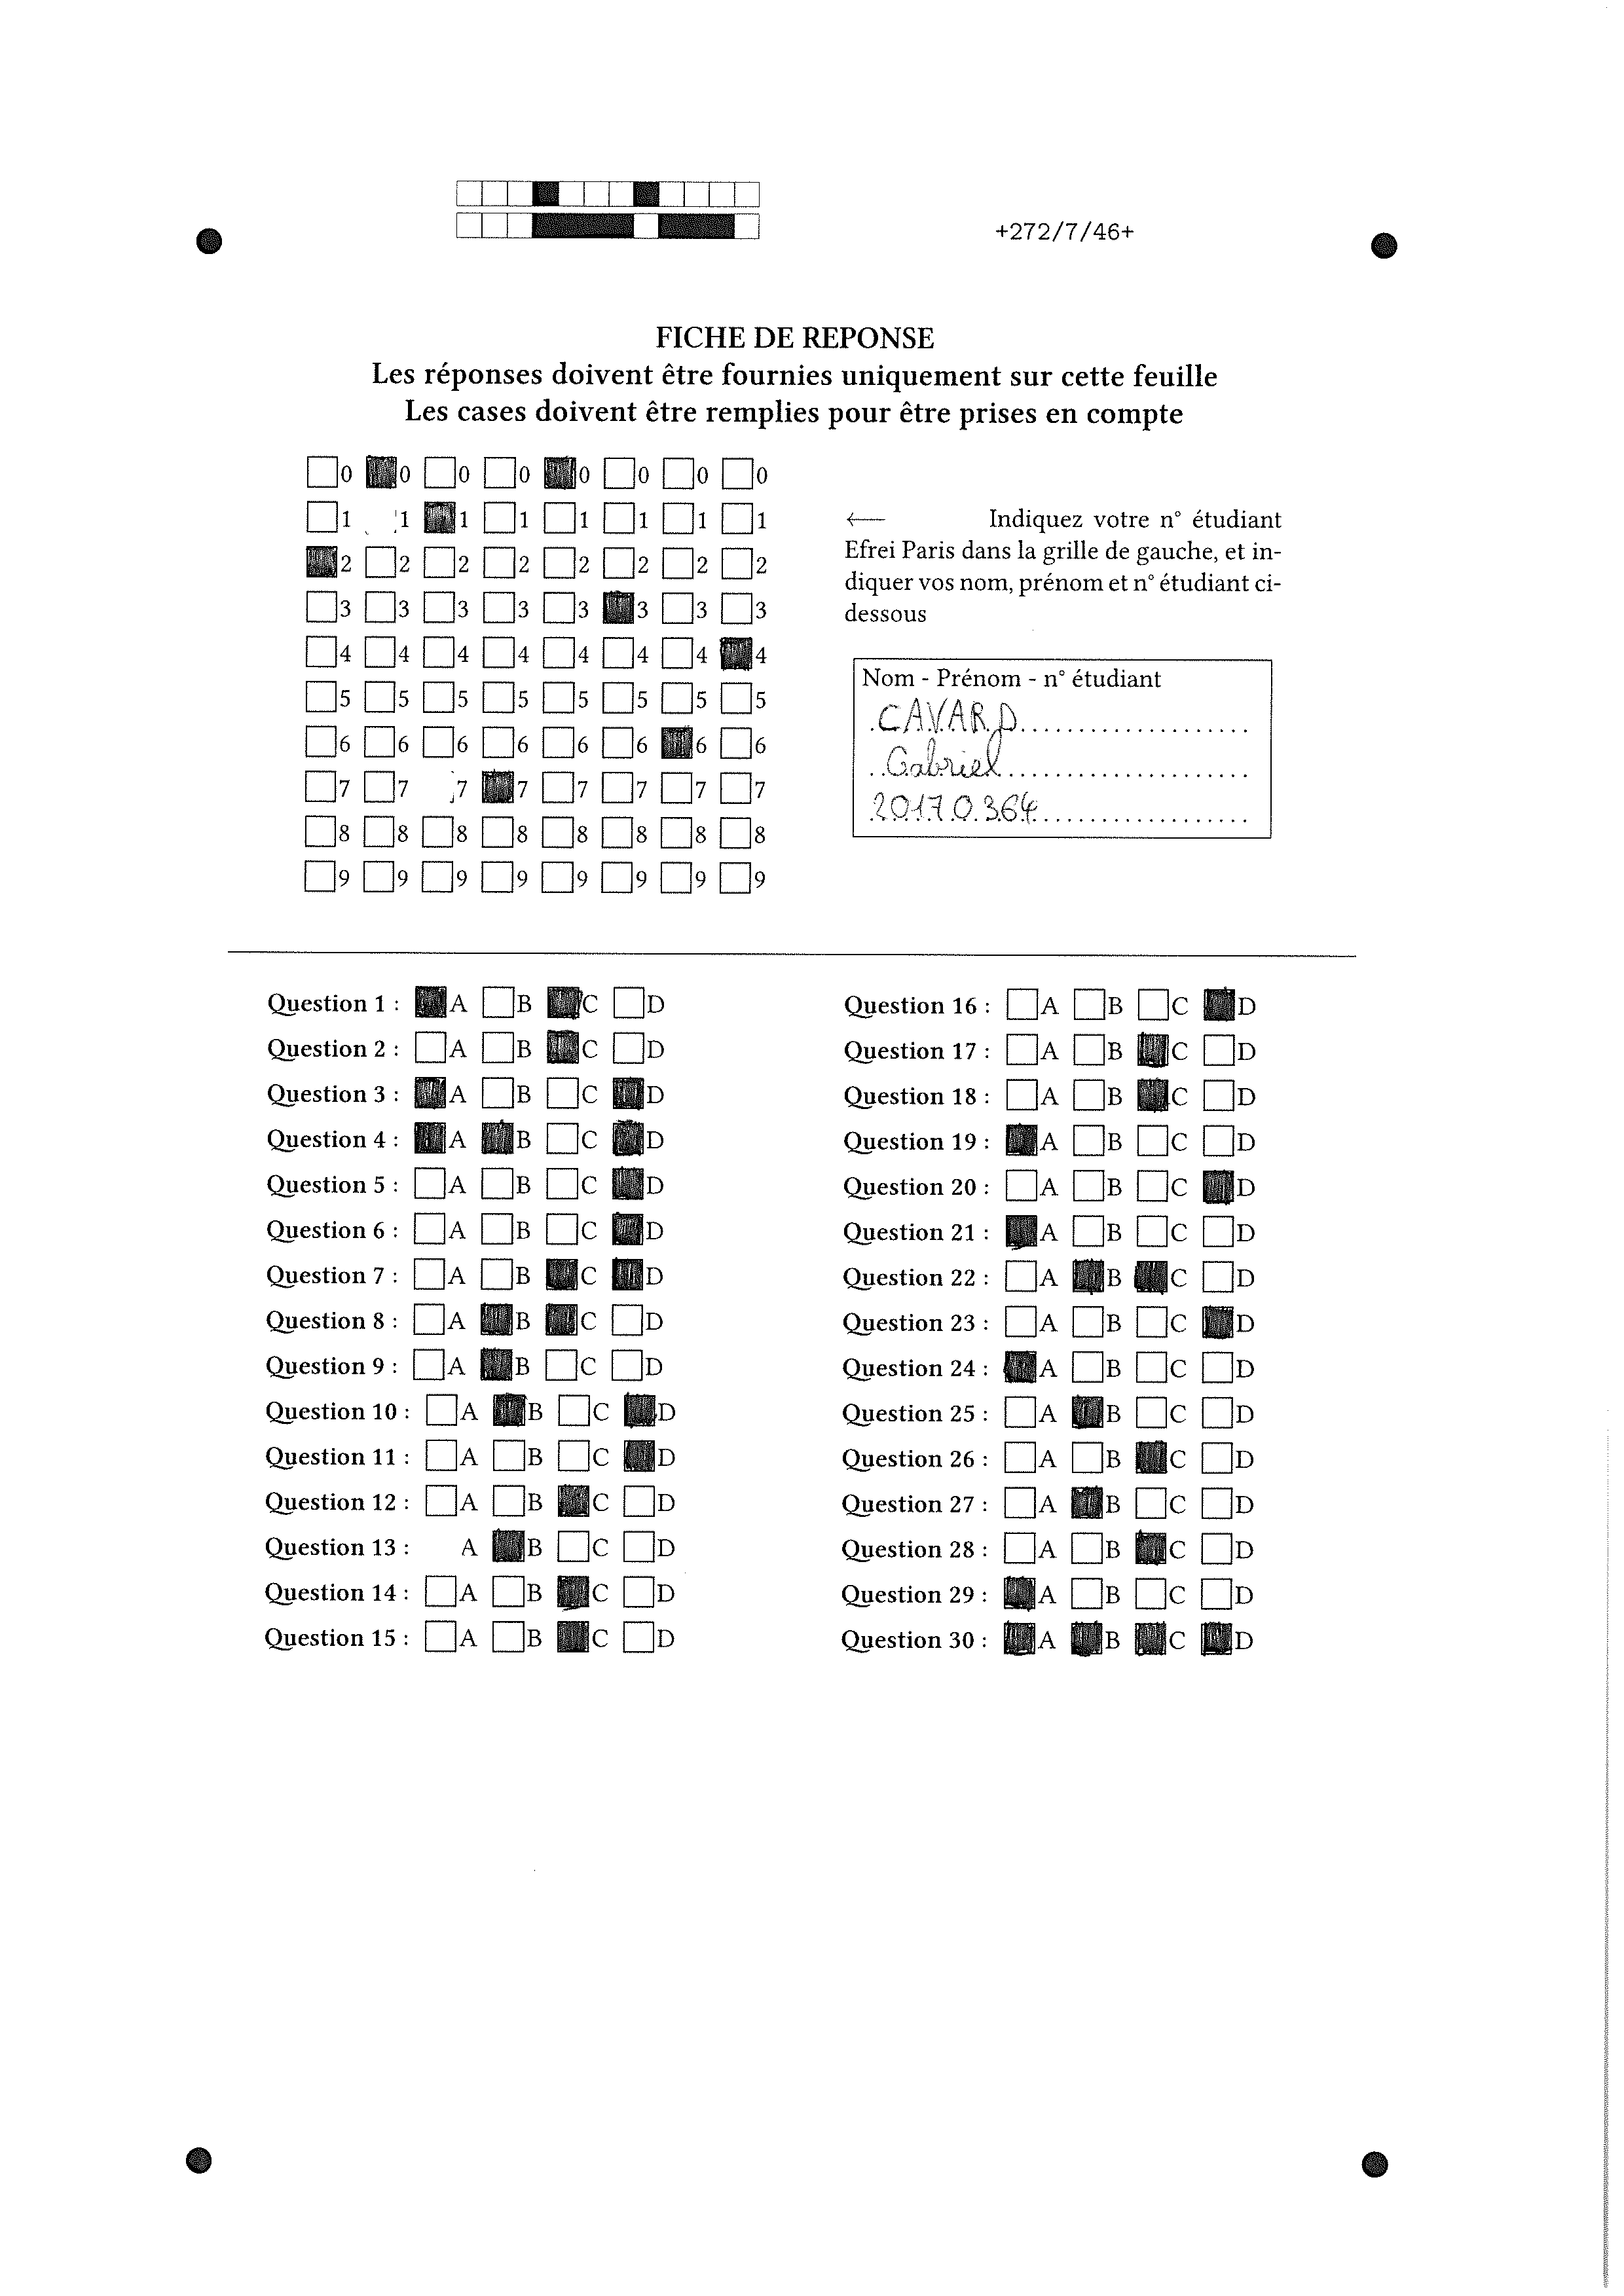 +272/7/46+
FICHE DE REPONSE
Les réponses doivent être fournies uniquement sur cette feuille
Les cases doivent être remplies pour être prises en compte
0 0 0 0 0 0 0 0
1 1 1 1 1 1 1 1
2 2 2 2 2 2 2 2
3 3 3 3 3 3 3 3
4 4 4 4 4 4 4 4
5 5 5 5 5 5 5 5
6 6 6 6 6 6 6 6
7 7 7 7 7 7 7 7
8 8 8 8 8 8 8 8
9 9 9 9 9 9 9 9
← Indiquez votre n° étudiant
Efrei Paris dans la grille de gauche, et in-
diquer vos nom, prénom et n° étudiant ci-
dessous
Nom - Prénom - n° étudiant
CAVARD
Gabriel
20170364
Question 1 : A B C D
Question 2 : A B C D
Question 3 : A B C D
Question 4 : A B C D
Question 5 : A B C D
Question 6 : A B C D
Question 7 : A B C D
Question 8 : A B C D
Question 9 : A B C D
Question 10 : A B C D
Question 11 : A B C D
Question 12 : A B C D
Question 13 : A B C D
Question 14 : A B C D
Question 15 : A B C D
Question 16 : A B C D
Question 17 : A B C D
Question 18 : A B C D
Question 19 : A B C D
Question 20 : A B C D
Question 21 : A B C D
Question 22 : A B C D
Question 23 : A B C D
Question 24 : A B C D
Question 25 : A B C D
Question 26 : A B C D
Question 27 : A B C D
Question 28 : A B C D
Question 29 : A B C D
Question 30 : A B C D